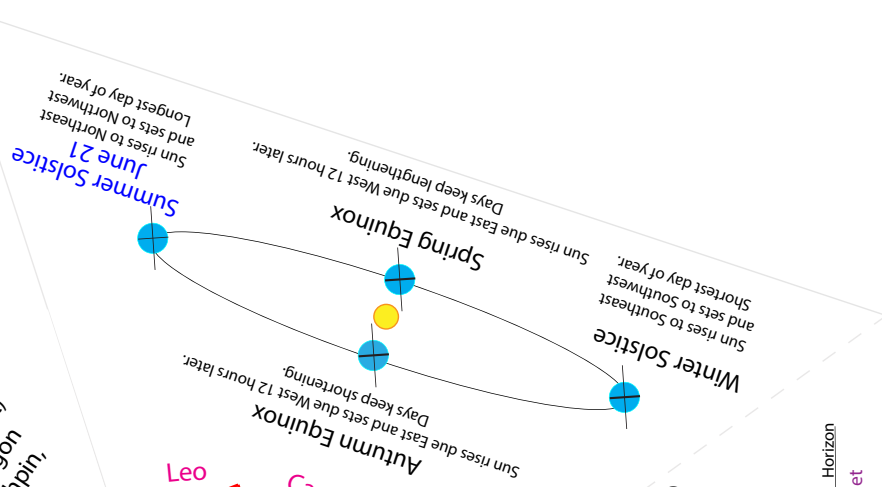 Summer Solstice
June 21
Sun rises to Northeast
and sets to Northwest
Longest day of year.
Spring Equinox
Sun rises due East and sets due West 12 hours later.
Days keep lengthening.
Winter Solstice
Sun rises to Southeast
and sets to Southwest
Shortest day of year.
Autumn Equinox
Sun rises due East and sets due West 12 hours later.
Days keep shortening.
Leo
Horizon